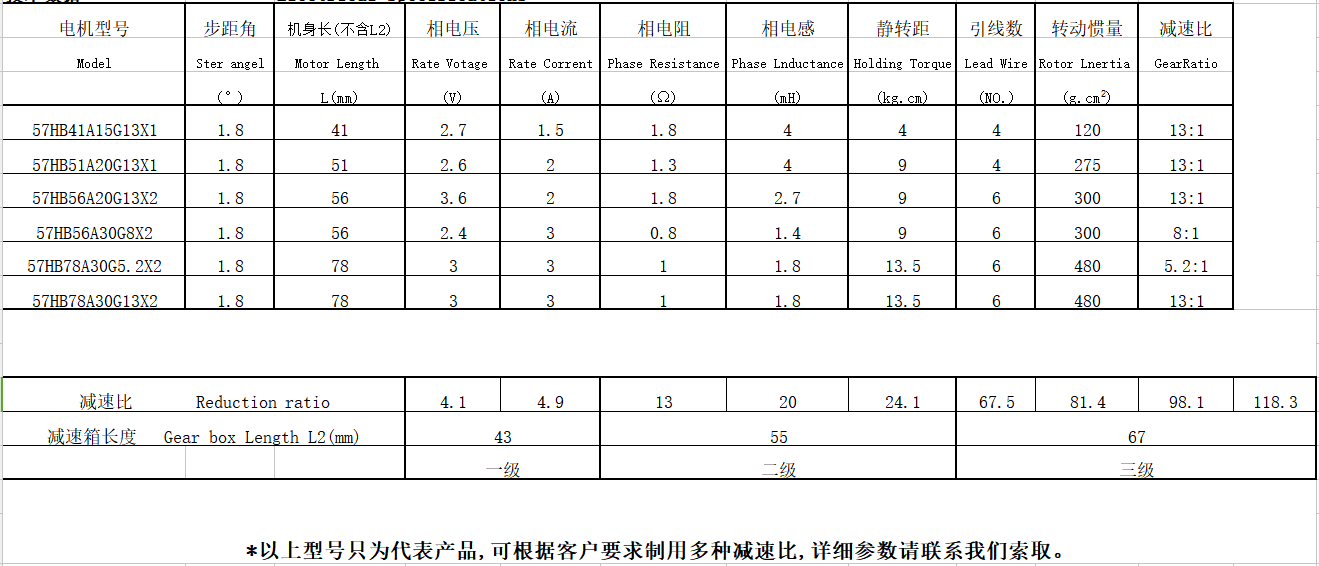 电机型号 步距角 机身长(不含L2) 相电压 相电流 相电阻 相电感 静转距 引线数 转动惯量 减速比
Model Ster angel Motor Length Rate Votage Rate Corrent Phase Resistance Phase Lnductance Holding Torque Lead Wire Rotor Lnertia GearRatio
(°) L(mm) (V) (A) (Ω) (mH) (kg.cm) (NO.) (g.cm²)
57HB41A15G13X1 1.8 41 2.7 1.5 1.8 4 4 4 120 13:1
57HB51A20G13X1 1.8 51 2.6 2 1.3 4 9 4 275 13:1
57HB56A20G13X2 1.8 56 3.6 2 1.8 2.7 9 6 300 13:1
57HB56A30G8X2 1.8 56 2.4 3 0.8 1.4 9 6 300 8:1
57HB78A30G5.2X2 1.8 78 3 3 1 1.8 13.5 6 480 5.2:1
57HB78A30G13X2 1.8 78 3 3 1 1.8 13.5 6 480 13:1
减速比 Reduction ratio 4.1 4.9 13 20 24.1 67.5 81.4 98.1 118.3
减速箱长度 Gear box Length L2(mm) 43 55 67
一级 二级 三级
*以上型号只为代表产品,可根据客户要求制用多种减速比,详细参数请联系我们索取。